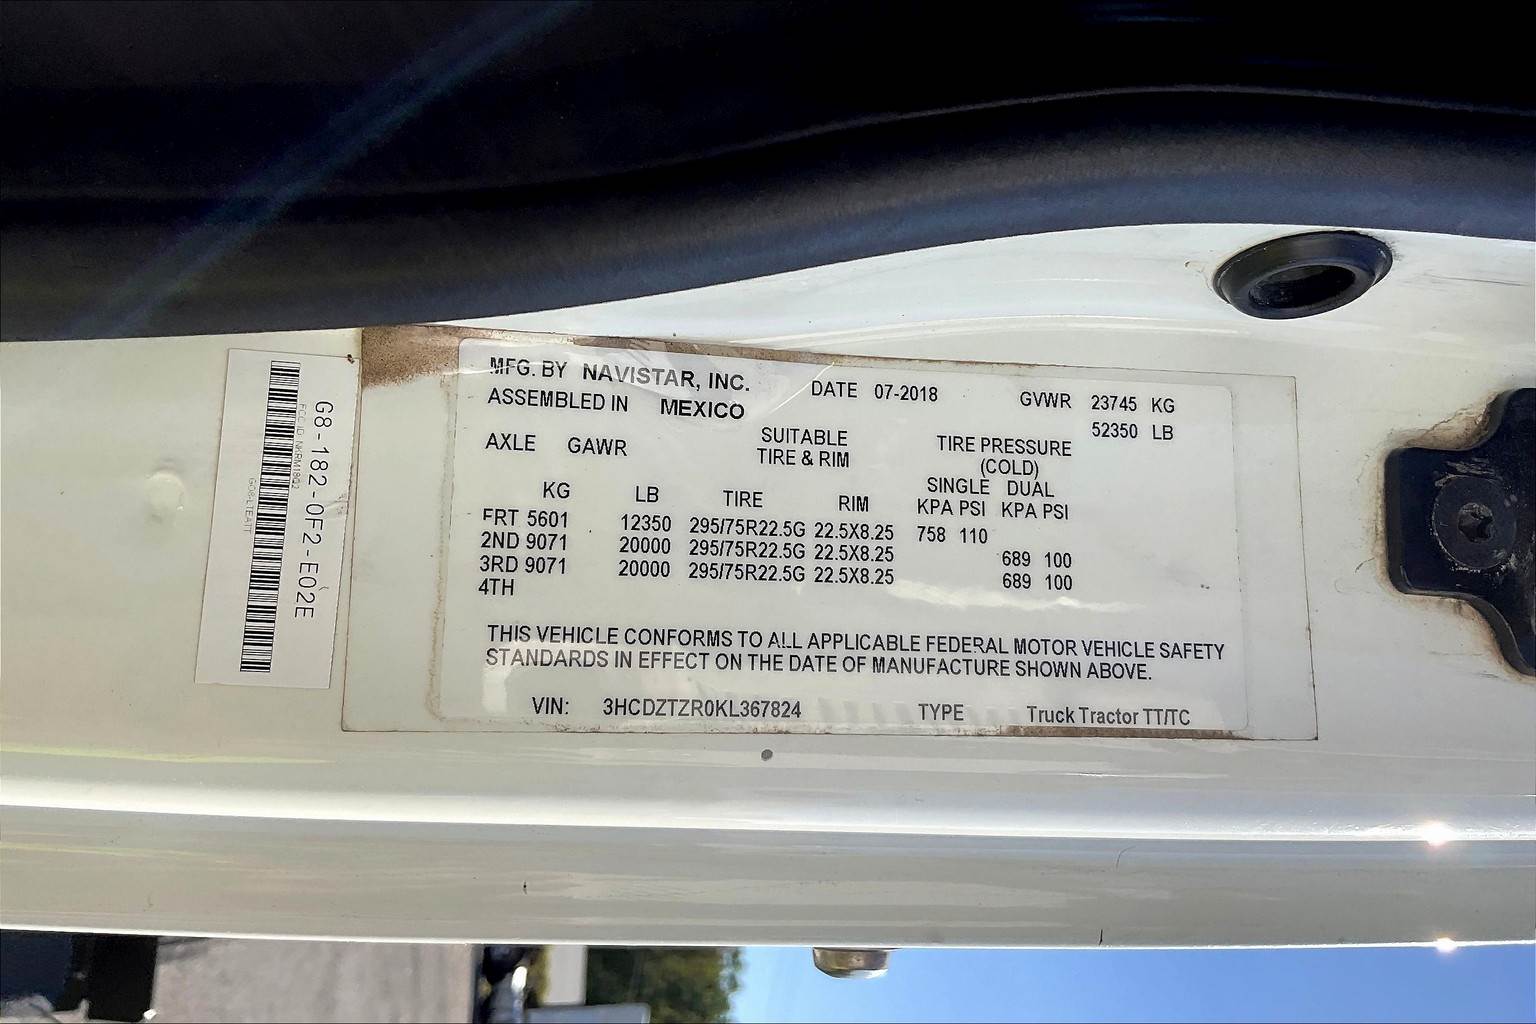 MFG. BY NAVISTAR, INC. DATE 07-2018 GVWR 23745 KG
ASSEMBLED IN MEXICO 52350 LB
AXLE GAWR SUITABLE TIRE PRESSURE
TIRE & RIM (COLD)
SINGLE DUAL
KG LB TIRE RIM KPA PSI KPA PSI
FRT 5601 12350 295/75R22.5G 22.5X8.25 758 110
2ND 9071 20000 295/75R22.5G 22.5X8.25 689 100
3RD 9071 20000 295/75R22.5G 22.5X8.25 689 100
4TH
THIS VEHICLE CONFORMS TO ALL APPLICABLE FEDERAL MOTOR VEHICLE SAFETY
STANDARDS IN EFFECT ON THE DATE OF MANUFACTURE SHOWN ABOVE.
VIN: 3HCDZTZR0KL367824 TYPE Truck Tractor TT/TC
G8-182-0F2-E02E
FCC ID NKRM18Q2